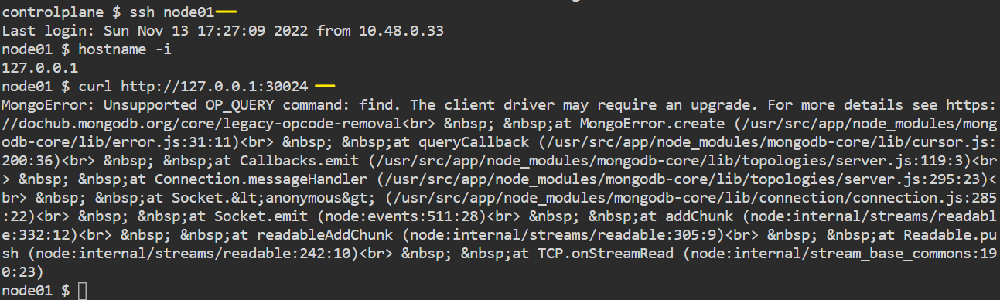 controlplane $ ssh node01
Last login: Sun Nov 13 17:27:09 2022 from 10.48.0.33
node01 $ hostname -i
127.0.0.1
node01 $ curl http://127.0.0.1:30024
MongoError: Unsupported OP_QUERY command: find. The client driver may require an upgrade. For more details see https:
//dochub.mongodb.org/core/legacy-opcode-removal<br> &nbsp; &nbsp;at MongoError.create (/usr/src/app/node_modules/mong
odb-core/lib/error.js:31:11)<br> &nbsp; &nbsp;at queryCallback (/usr/src/app/node_modules/mongodb-core/lib/cursor.js:
200:36)<br> &nbsp; &nbsp;at Callbacks.emit (/usr/src/app/node_modules/mongodb-core/lib/topologies/server.js:119:3)<br
> &nbsp; &nbsp;at Connection.messageHandler (/usr/src/app/node_modules/mongodb-core/lib/topologies/server.js:295:23)<
br> &nbsp; &nbsp;at Socket.&lt;anonymous&gt; (/usr/src/app/node_modules/mongodb-core/lib/connection/connection.js:285
:22)<br> &nbsp; &nbsp;at Socket.emit (node:events:511:28)<br> &nbsp; &nbsp;at addChunk (node:internal/streams/readabl
e:332:12)<br> &nbsp; &nbsp;at readableAddChunk (node:internal/streams/readable:305:9)<br> &nbsp; &nbsp;at Readable.pu
sh (node:internal/streams/readable:242:10)<br> &nbsp; &nbsp;at TCP.onStreamRead (node:internal/stream_base_commons:19
0:23)
node01 $